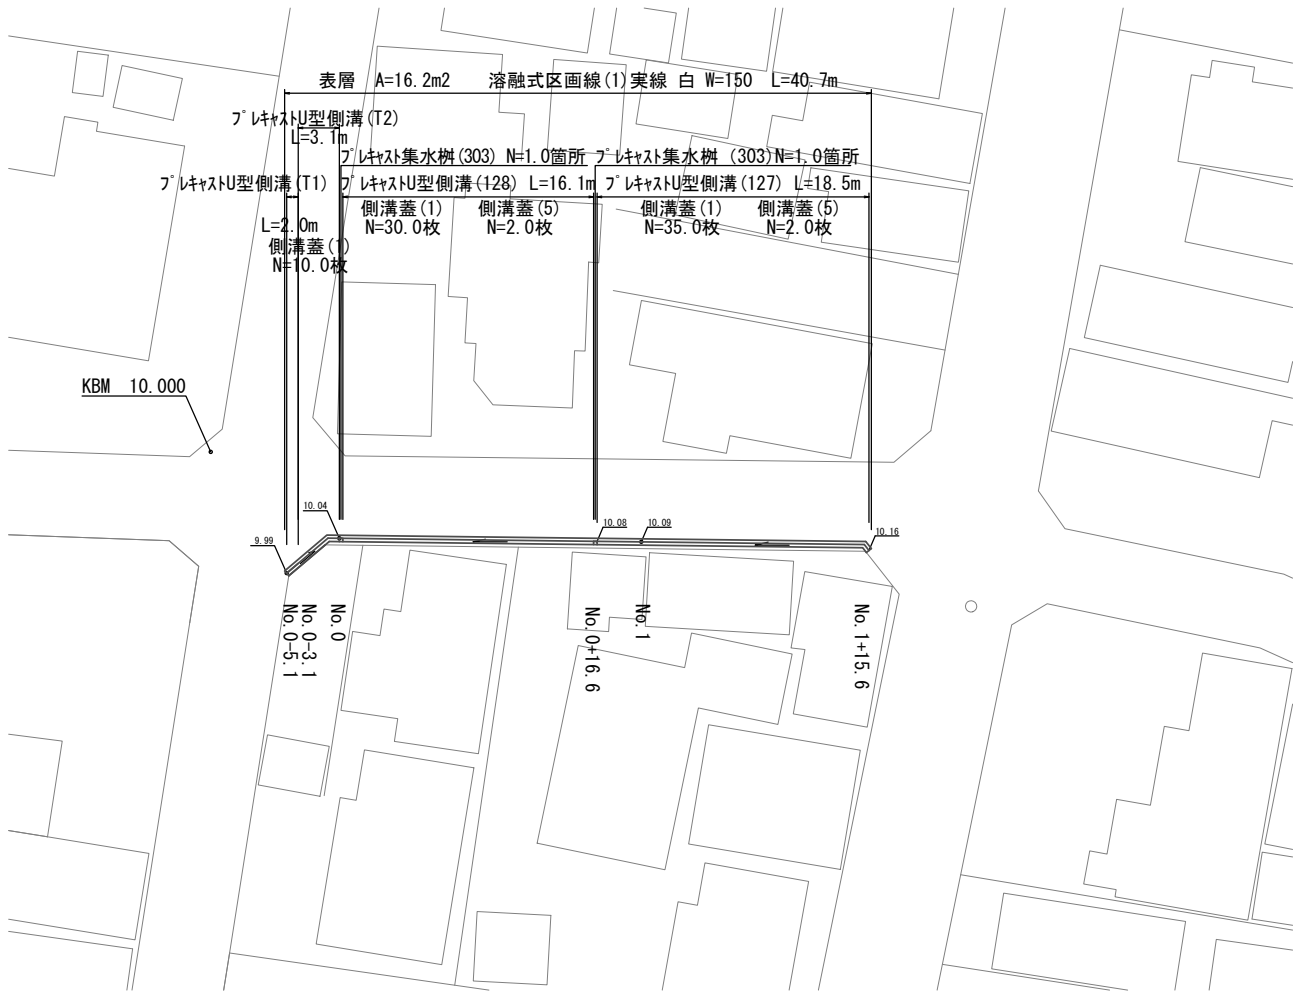 表層 A=16.2m2 溶融式区画線(1)実線 白 W=150 L=40.7m
プレキャストU型側溝(T2)
L=3.1m
プレキャスト集水桝(303) N=1.0箇所 プレキャスト集水桝 (303)N=1.0箇所
プレキャストU型側溝(T1) プレキャストU型側溝(128) L=16.1m プレキャストU型側溝(127) L=18.5m
側溝蓋(1) 側溝蓋(5) 側溝蓋(1) 側溝蓋(5)
N=30.0枚 N=2.0枚 N=35.0枚 N=2.0枚
L=2.0m
側溝蓋(1)
N=10.0枚
KBM 10.000
10.04
9.99
10.08
10.09
10.16
No.0-5.1
No.0-3.1
No.0
No.0+16.6
No.1
No.1+15.6